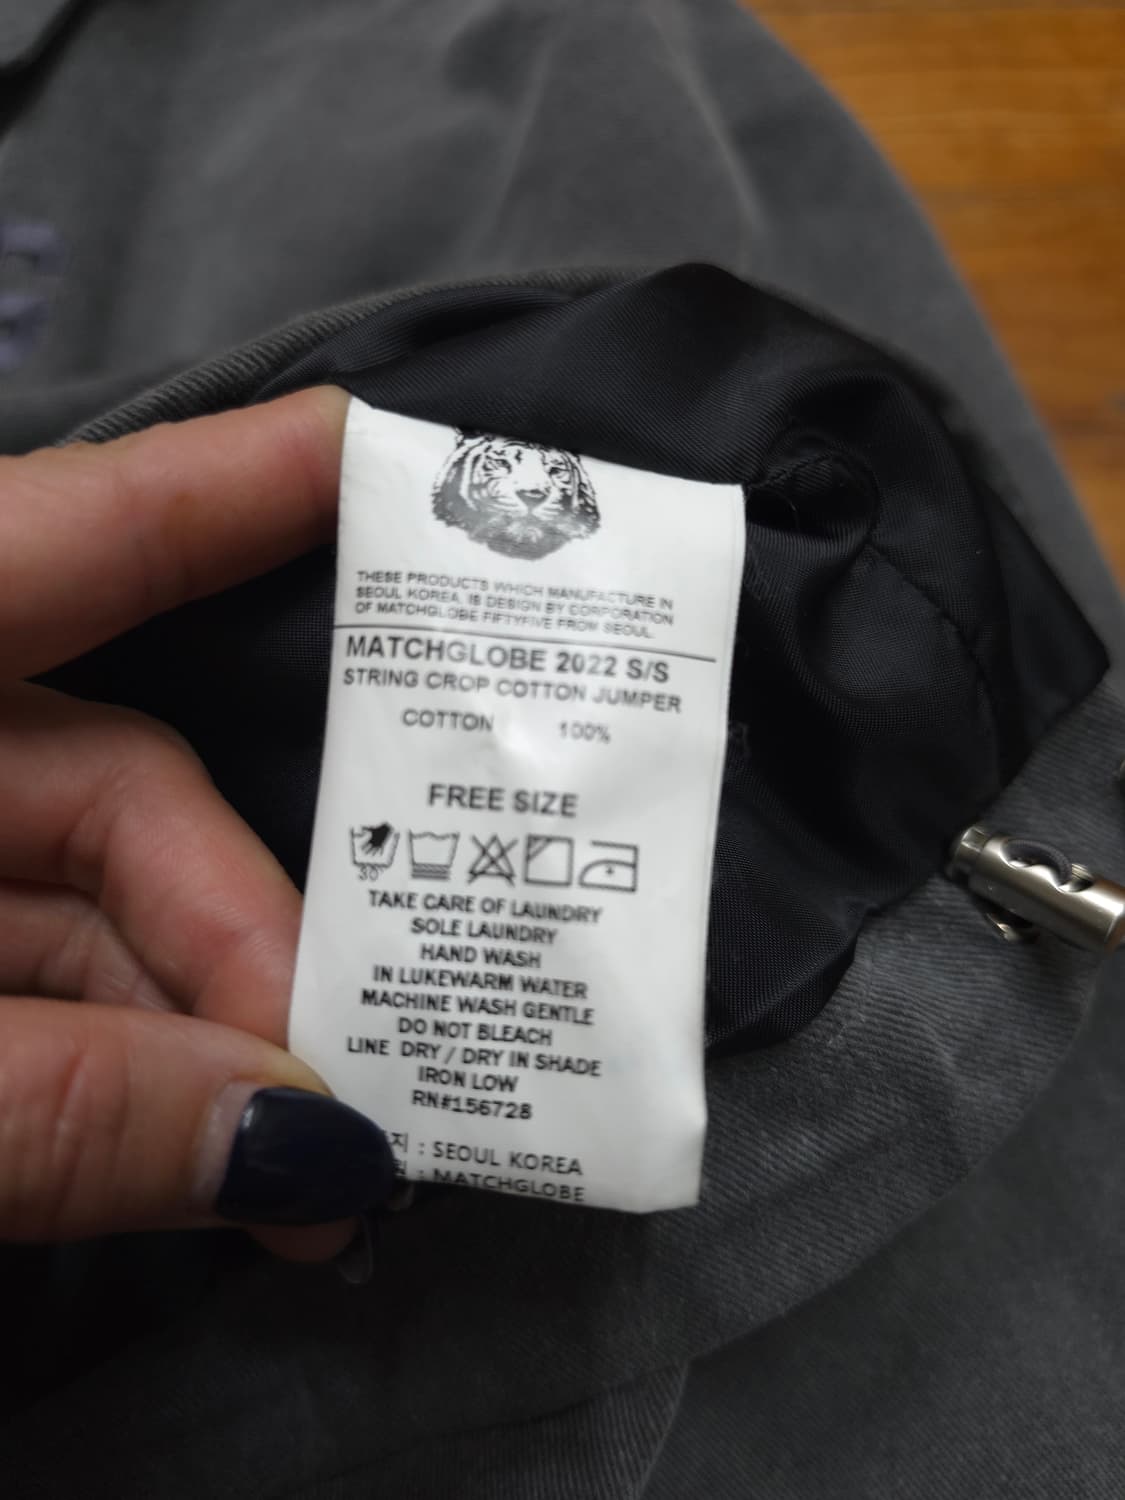 THESE PRODUCTS WHICH MANUFACTURE IN
SEOUL KOREA. IS DESIGN BY CORPORATION
OF MATCHGLOBE FIFTYFIVE FROM SEOUL.
MATCHGLOBE 2022 S/S
STRING CROP COTTON JUMPER
COTTON 100%
FREE SIZE
30°
TAKE CARE OF LAUNDRY
SOLE LAUNDRY
HAND WASH
IN LUKEWARM WATER
MACHINE WASH GENTLE
DO NOT BLEACH
LINE DRY / DRY IN SHADE
IRON LOW
RN#156728
지 : SEOUL KOREA
: MATCHGLOBE